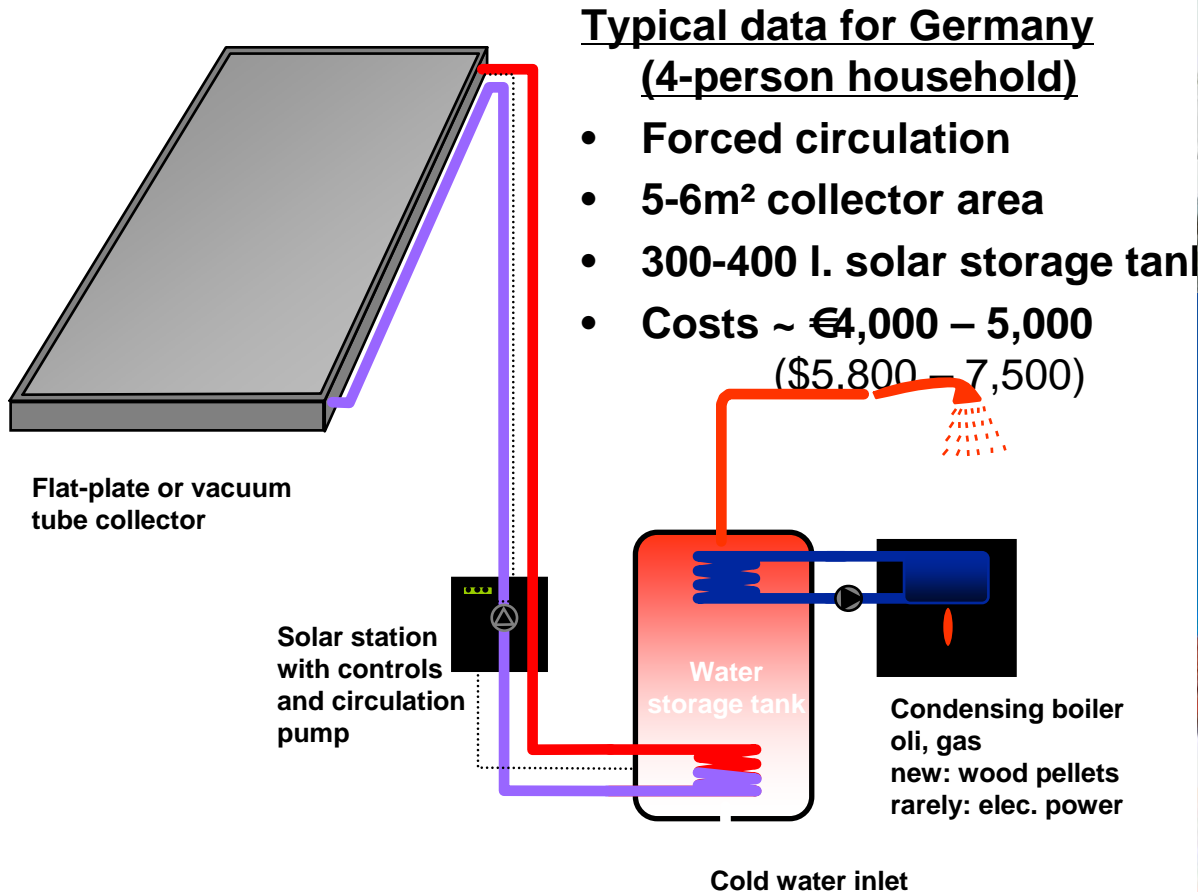 Typical data for Germany
(4-person household)
• Forced circulation
• 5-6m² collector area
• 300-400 l. solar storage tank
• Costs ~ €4,000 – 5,000
($5,800 – 7,500)
Flat-plate or vacuum
tube collector
Solar station
with controls
and circulation
pump
Water
storage tank
Condensing boiler
oli, gas
new: wood pellets
rarely: elec. power
Cold water inlet